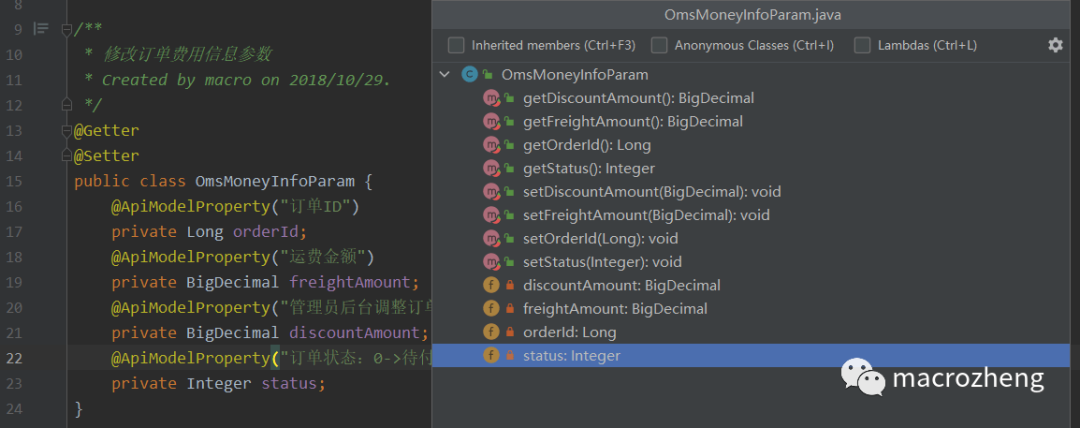 8
9 /**
10 * 修改订单费用信息参数
11 * Created by macro on 2018/10/29.
12 */
13 @Getter
14 @Setter
15 public class OmsMoneyInfoParam {
16 @ApiModelProperty("订单ID")
17 private Long orderId;
18 @ApiModelProperty("运费金额")
19 private BigDecimal freightAmount;
20 @ApiModelProperty("管理员后台调整订单
21 private BigDecimal discountAmount;
22 @ApiModelProperty("订单状态：0->待付
23 private Integer status;
24 }
OmsMoneyInfoParam.java
Inherited members (Ctrl+F3) Anonymous Classes (Ctrl+I) Lambdas (Ctrl+L)
OmsMoneyInfoParam
getDiscountAmount(): BigDecimal
getFreightAmount(): BigDecimal
getOrderId(): Long
getStatus(): Integer
setDiscountAmount(BigDecimal): void
setFreightAmount(BigDecimal): void
setOrderId(Long): void
setStatus(Integer): void
discountAmount: BigDecimal
freightAmount: BigDecimal
orderId: Long
status: Integer
macrozheng